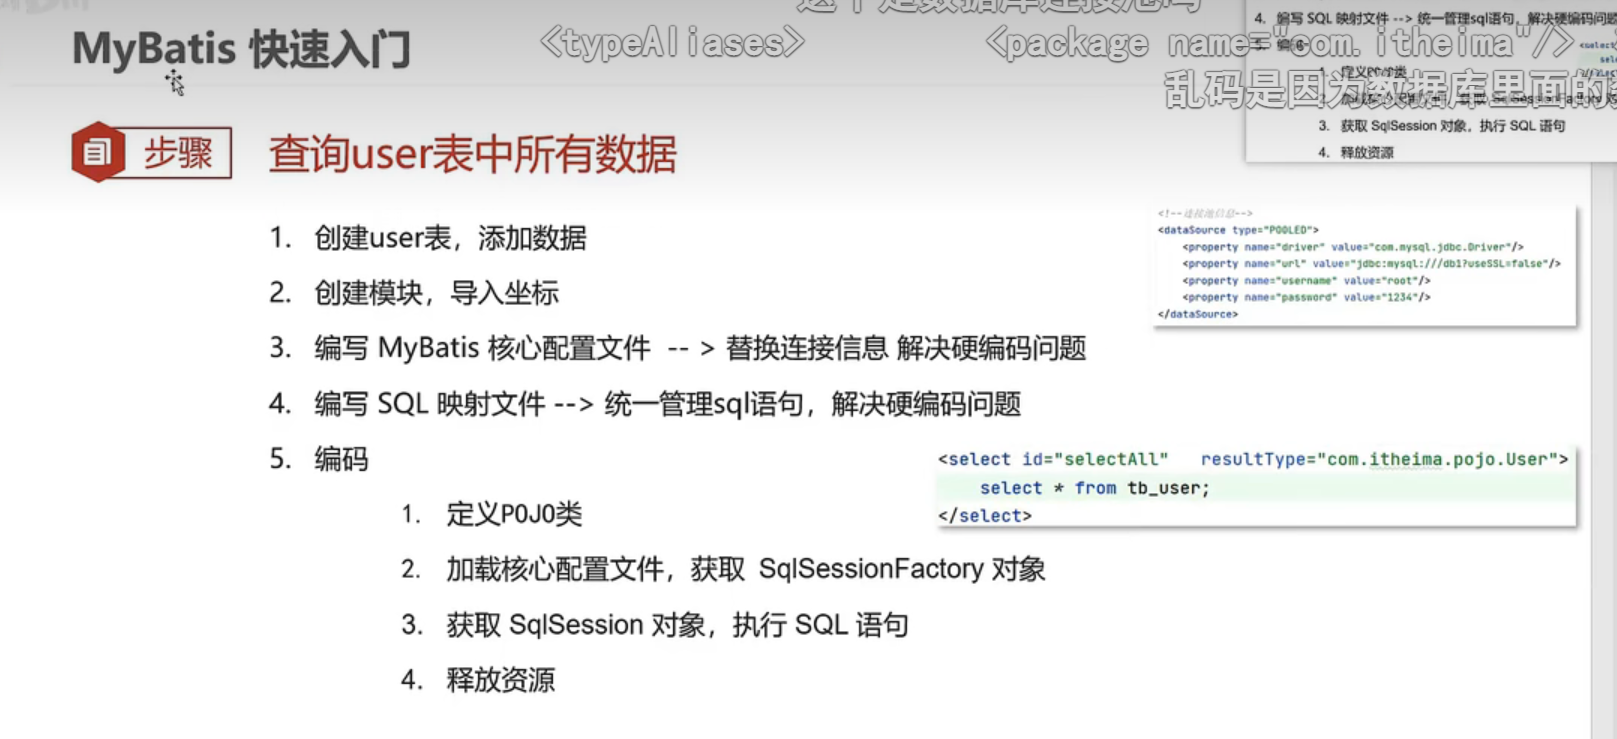 MyBatis 快速入门
<typeAliases>
<package name="com.itheima"/>
乱码是因为数据库里面的
4. 编写 SQL 映射文件 --> 统一管理sql语句，解决硬编码问题
3. 获取 SqlSession 对象，执行 SQL 语句
4. 释放资源
步骤
查询user表中所有数据
1. 创建user表，添加数据
2. 创建模块，导入坐标
3. 编写 MyBatis 核心配置文件 -- > 替换连接信息 解决硬编码问题
4. 编写 SQL 映射文件 --> 统一管理sql语句，解决硬编码问题
5. 编码
1. 定义POJO类
2. 加载核心配置文件，获取 SqlSessionFactory 对象
3. 获取 SqlSession 对象，执行 SQL 语句
4. 释放资源
<!--连接池信息-->
<dataSource type="POOLED">
<property name="driver" value="com.mysql.jdbc.Driver"/>
<property name="url" value="jdbc:mysql:///db1?useSSL=false"/>
<property name="username" value="root"/>
<property name="password" value="1234"/>
</dataSource>
<select id="selectAll" resultType="com.itheima.pojo.User">
select * from tb_user;
</select>